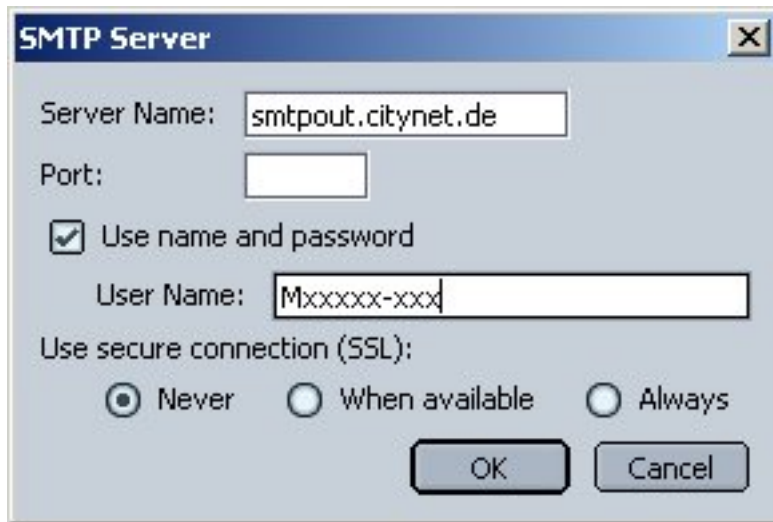 SMTP Server
Server Name: smtpout.citynet.de
Port:
Use name and password
User Name: Mxxxxx-xxx
Use secure connection (SSL):
Never When available Always
OK Cancel